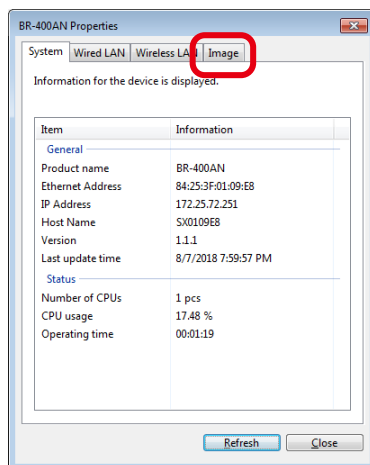 BR-400AN Properties
System Wired LAN Wireless LAN Image
Information for the device is displayed.
Item Information
General
Product name BR-400AN
Ethernet Address 84:25:3F:01:09:E8
IP Address 172.25.72.251
Host Name SX0109E8
Version 1.1.1
Last update time 8/7/2018 7:59:57 PM
Status
Number of CPUs 1 pcs
CPU usage 17.48 %
Operating time 00:01:19
Refresh Close